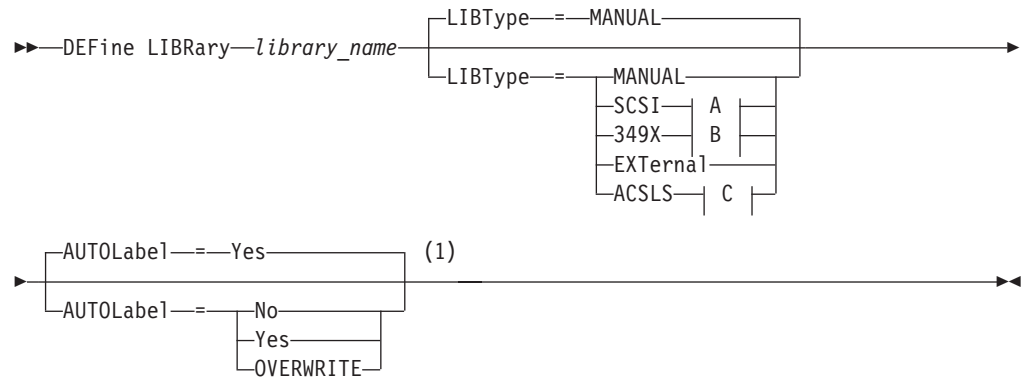 LIBType = MANUAL
DEFine LIBRary library_name
LIBType = MANUAL
SCSI A
349X B
EXTernal
ACSLS C
AUTOLabel = Yes (1)
AUTOLabel = No
Yes
OVERWRITE